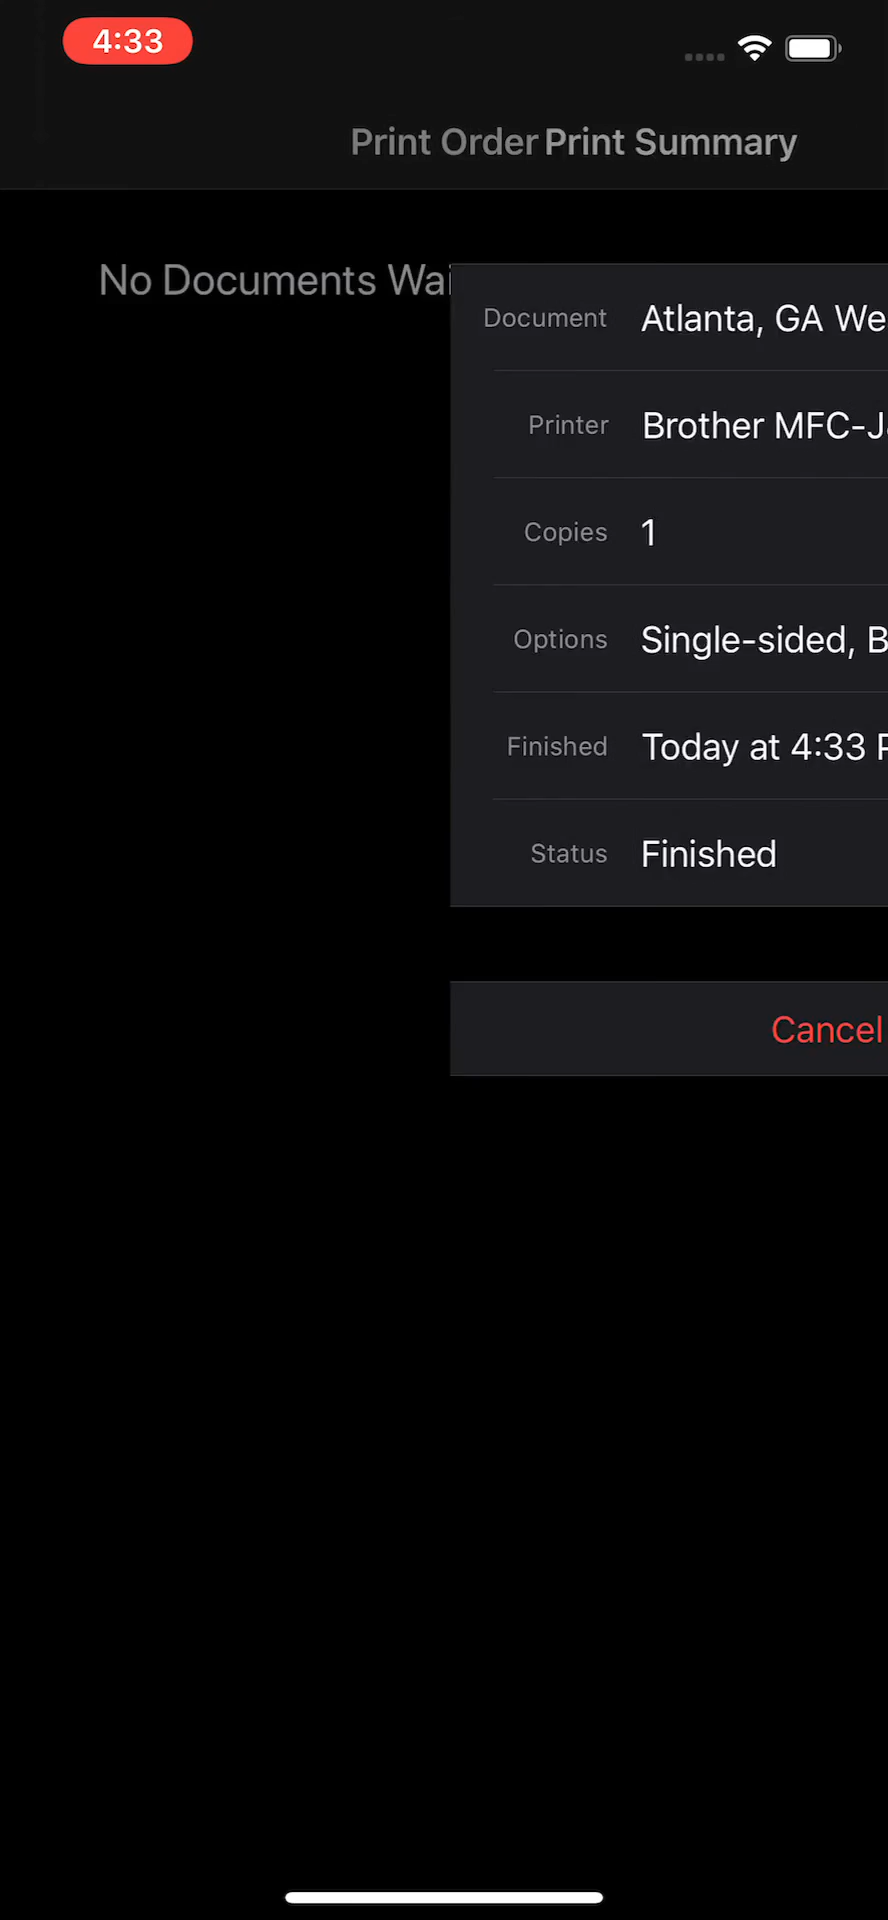 4:33
Print Order Print Summary
No Documents Wai
Document Atlanta, GA We
Printer Brother MFC-J
Copies 1
Options Single-sided, B
Finished Today at 4:33 P
Status Finished
Cancel